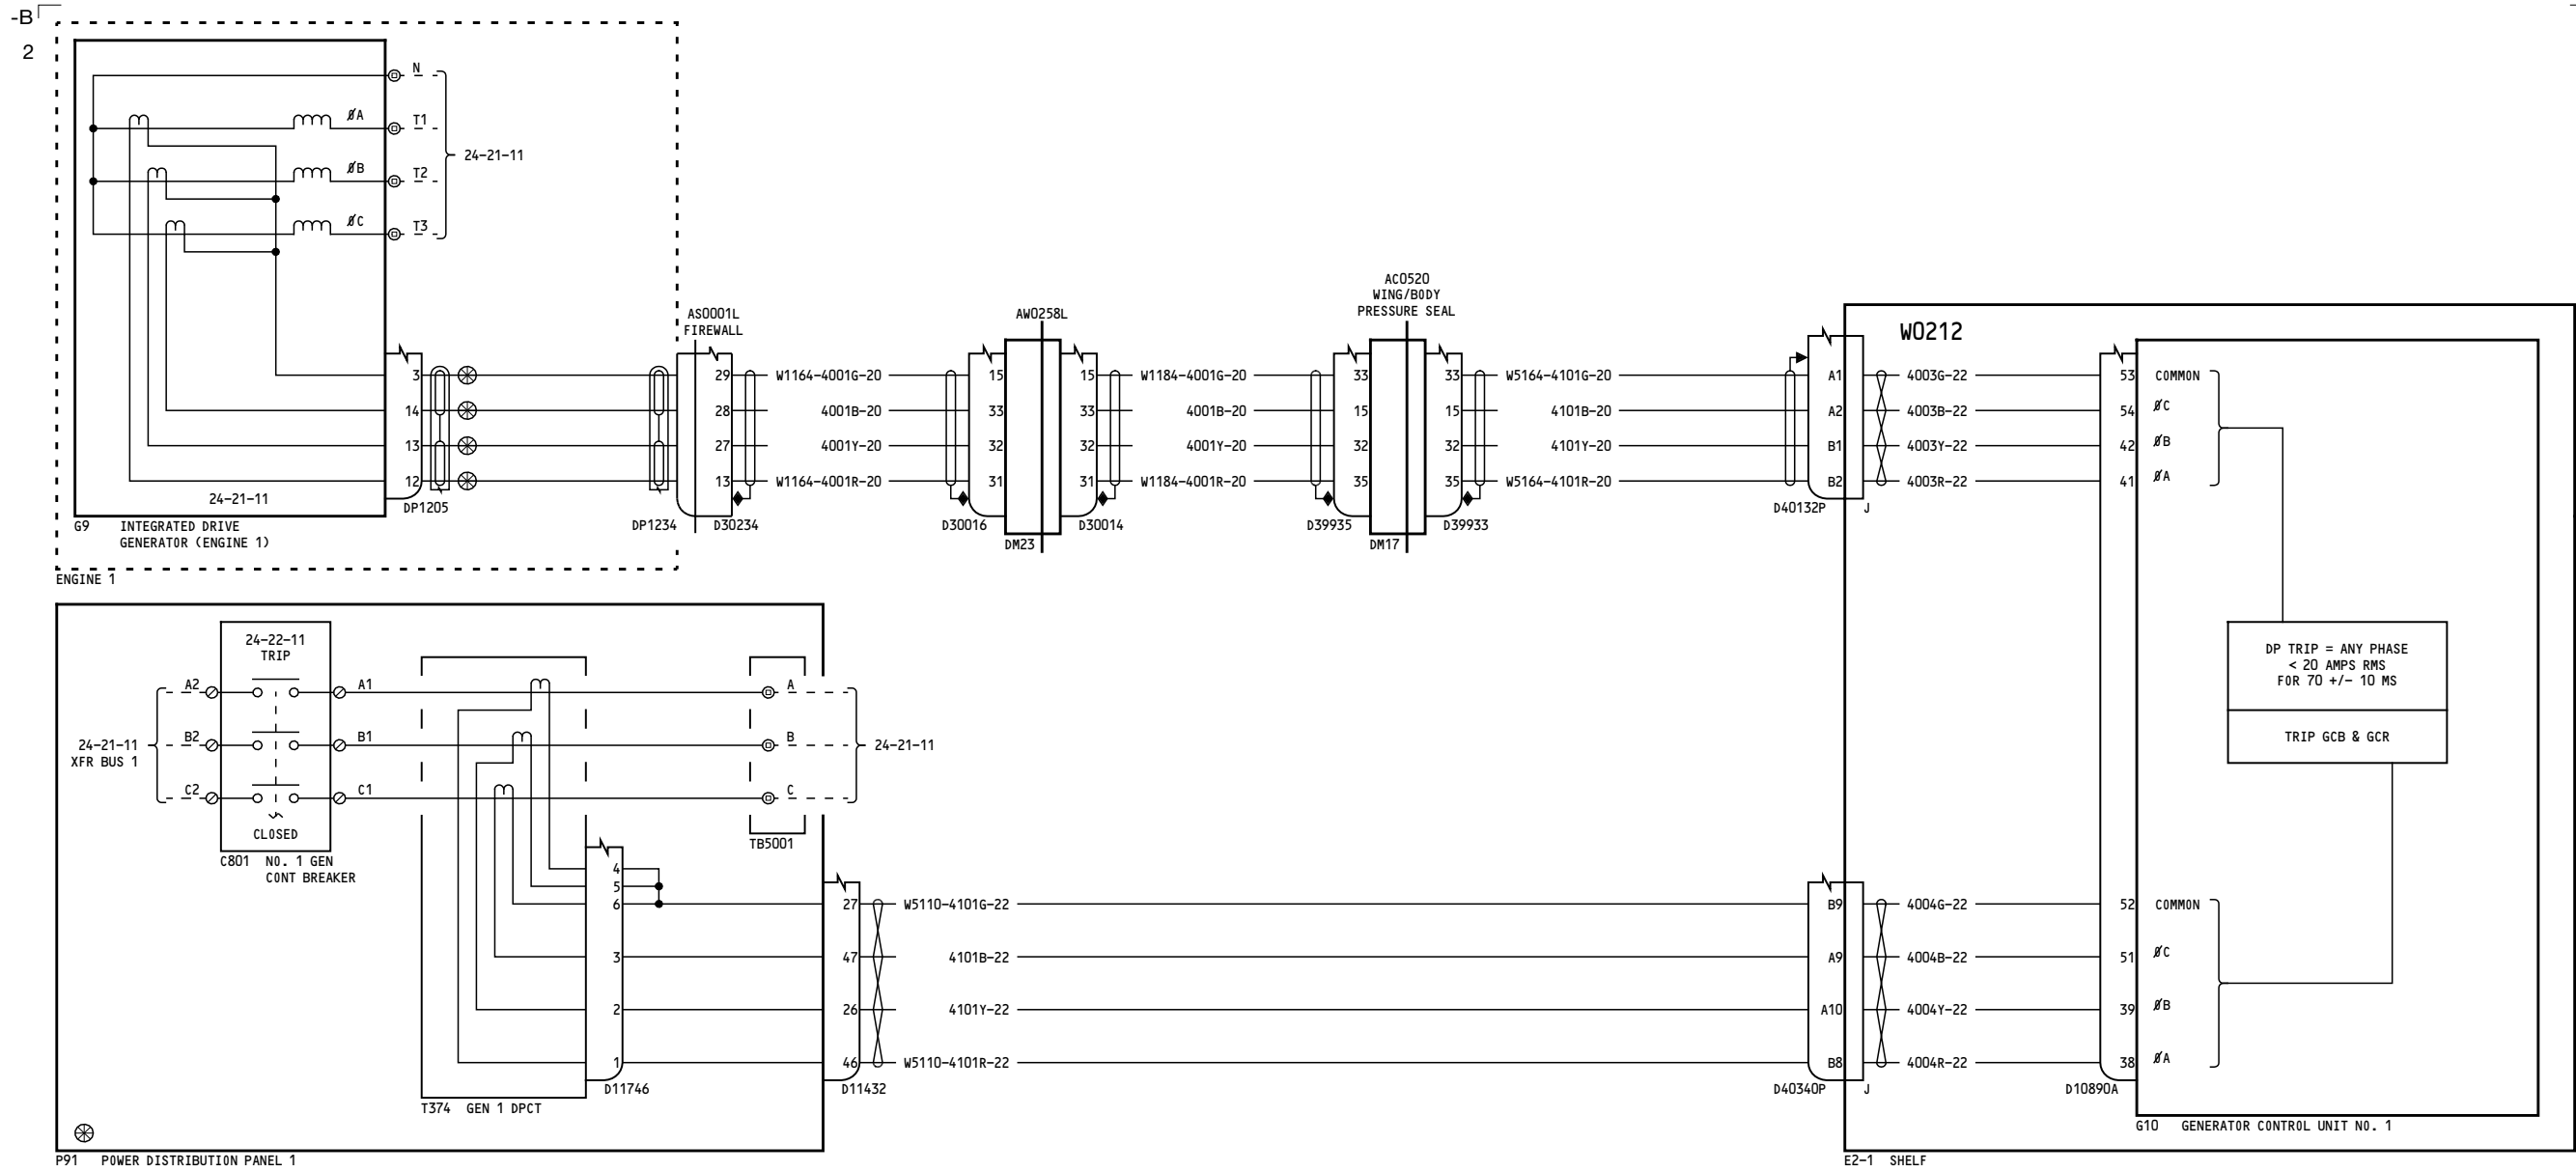 -B
2
N
ØA
T1
24-21-11
ØB
T2
ØC
T3
3
14
13
12
24-21-11
DP1205
G9 INTEGRATED DRIVE
GENERATOR (ENGINE 1)
ENGINE 1
AS0001L
FIREWALL
29
28
27
13
DP1234
D30234
W1164-4001G-20
4001B-20
4001Y-20
W1164-4001R-20
AW0258L
15
33
32
31
15
33
32
31
D30016
DM23
D30014
W1184-4001G-20
4001B-20
4001Y-20
W1184-4001R-20
AC0520
WING/BODY
PRESSURE SEAL
33
15
32
35
33
15
32
35
D39935
DM17
D39933
W5164-4101G-20
4101B-20
4101Y-20
W5164-4101R-20
A1
A2
B1
B2
D40132P
J
W0212
4003G-22
4003B-22
4003Y-22
4003R-22
53 COMMON
54 ØC
42 ØB
41 ØA
DP TRIP = ANY PHASE
< 20 AMPS RMS
FOR 70 +/- 10 MS
TRIP GCB & GCR
24-22-11
TRIP
A2
A1
B2
B1
C2
C1
24-21-11
XFR BUS 1
CLOSED
C801 NO. 1 GEN
CONT BREAKER
A
B
C
24-21-11
TB5001
4
5
6
3
2
1
D11746
T374 GEN 1 DPCT
27
47
26
46
D11432
W5110-4101G-22
4101B-22
4101Y-22
W5110-4101R-22
B9
A9
A10
B8
D40340P
J
4004G-22
4004B-22
4004Y-22
4004R-22
52 COMMON
51 ØC
39 ØB
38 ØA
D10890A
G10 GENERATOR CONTROL UNIT NO. 1
P91 POWER DISTRIBUTION PANEL 1
E2-1 SHELF